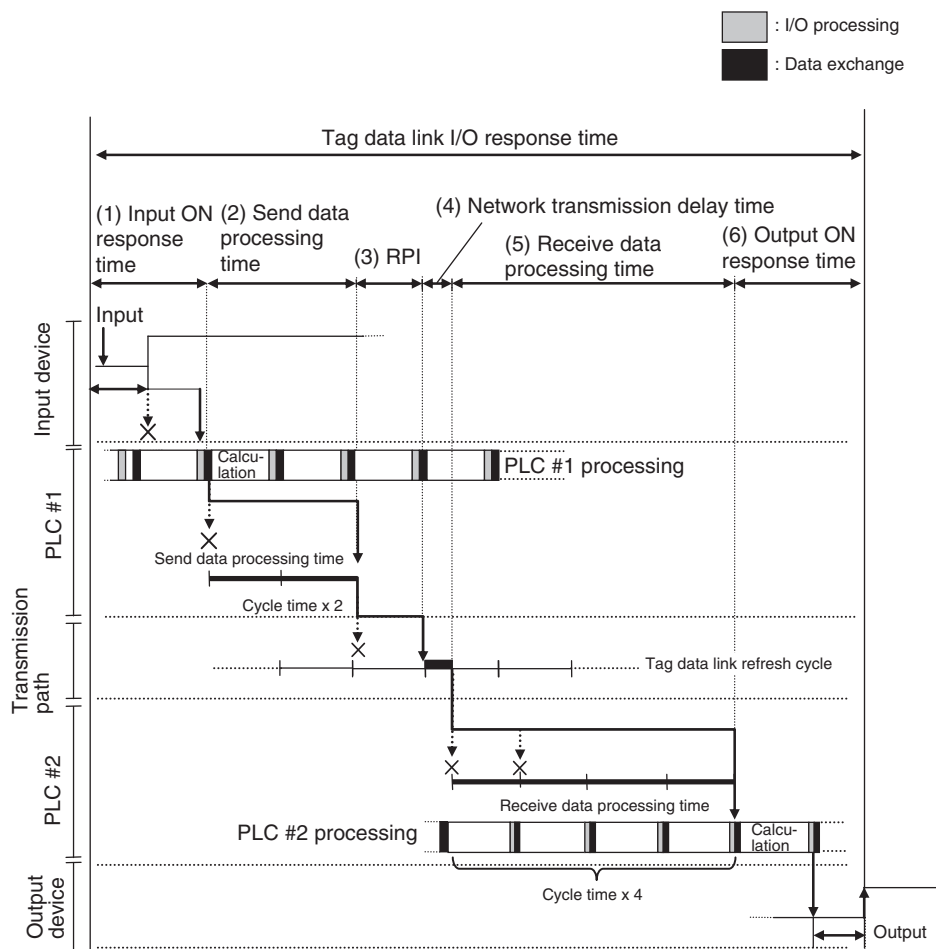 : I/O processing
: Data exchange
Tag data link I/O response time
(1) Input ON
response
time
(2) Send data
processing
time
(3) RPI
(4) Network transmission delay time
(5) Receive data
processing time
(6) Output ON
response time
Input device
Input
PLC #1
Calcu-
lation
PLC #1 processing
Send data processing time
Cycle time x 2
Transmission
path
Tag data link refresh cycle
PLC #2
Receive data processing time
PLC #2 processing
Calcu-
lation
Cycle time x 4
Output
device
Output